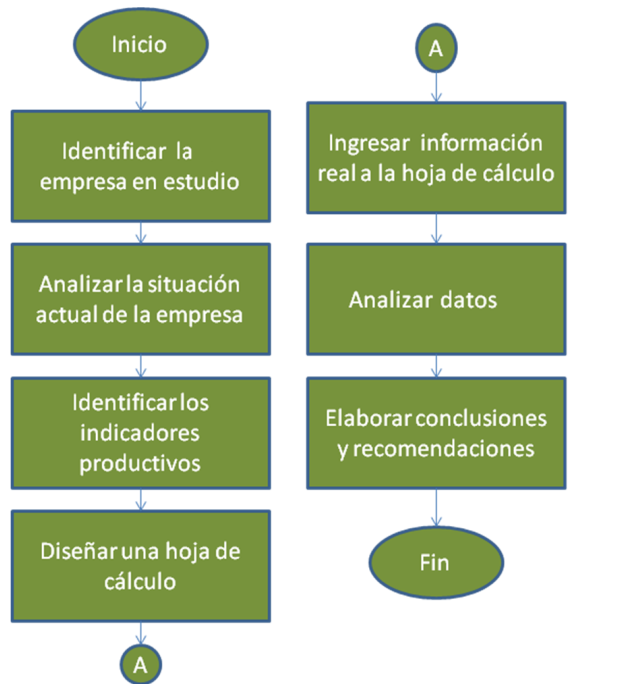 Inicio
Identificar la
empresa en estudio
Analizar la situación
actual de la empresa
Identificar los
indicadores
productivos
Diseñar una hoja de
cálculo
A
A
Ingresar información
real a la hoja de cálculo
Analizar datos
Elaborar conclusiones
y recomendaciones
Fin